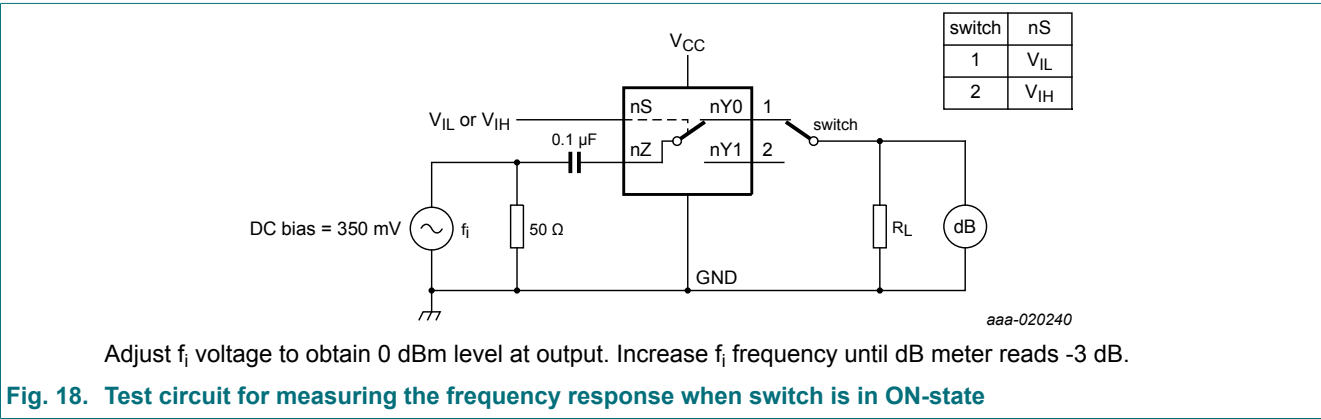 switch nS
1 VIL
2 VIH
VCC
VIL or VIH
nS nY0 1
switch
0.1 µF
nZ nY1 2
DC bias = 350 mV
fi
50 Ω
RL
dB
GND
aaa-020240
Adjust fi voltage to obtain 0 dBm level at output. Increase fi frequency until dB meter reads -3 dB.
Fig. 18. Test circuit for measuring the frequency response when switch is in ON-state